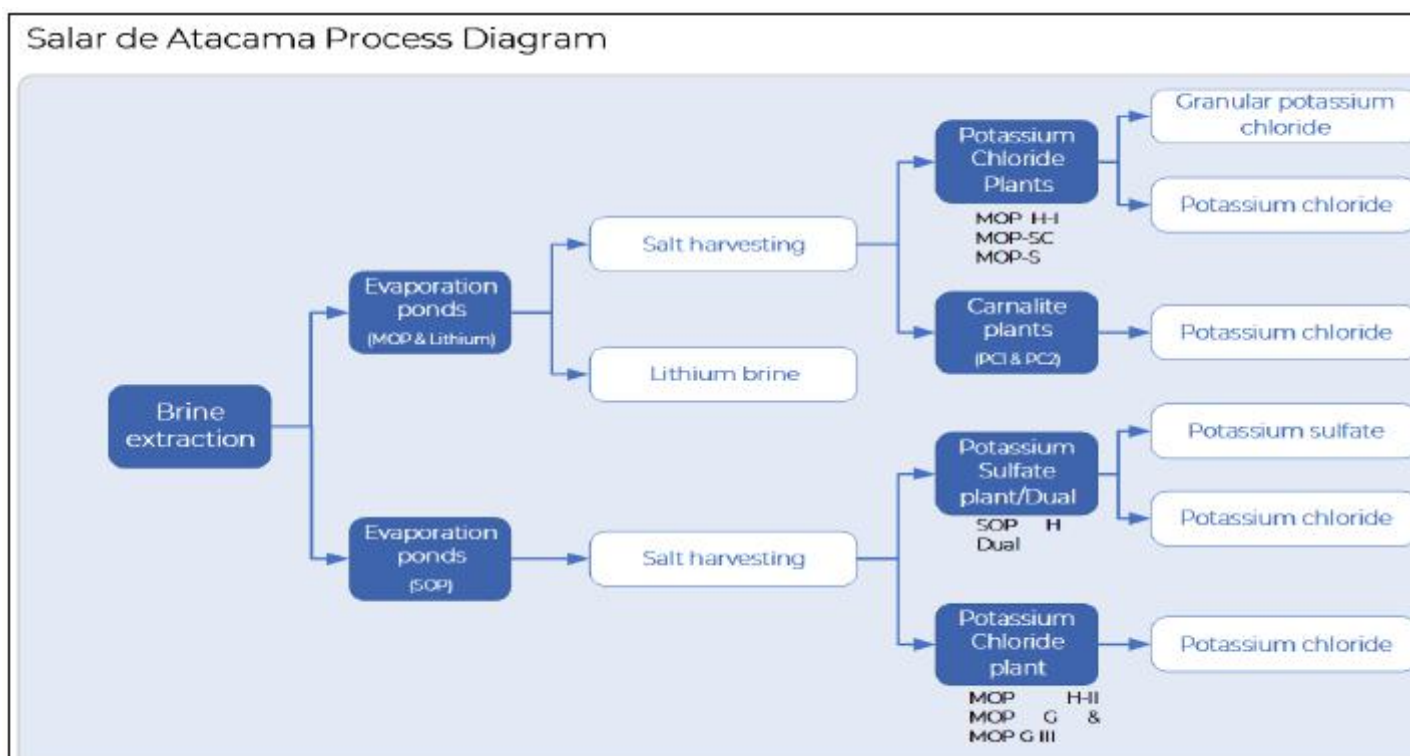 Salar de Atacama Process Diagram
Brine
extraction
Evaporation
ponds
(MOP & Lithium)
Salt harvesting
Lithium brine
Potassium
Chloride
Plants
MOP H-I
MOP-SC
MOP-S
Granular potassium
chloride
Potassium chloride
Carnalite
plants
(PC1 & PC2)
Potassium chloride
Evaporation
ponds
(SOP)
Salt harvesting
Potassium
Sulfate
plant/Dual
SOP H
Dual
Potassium sulfate
Potassium chloride
Potassium
Chloride
plant
MOP H-II
MOP G &
MOP G III
Potassium chloride